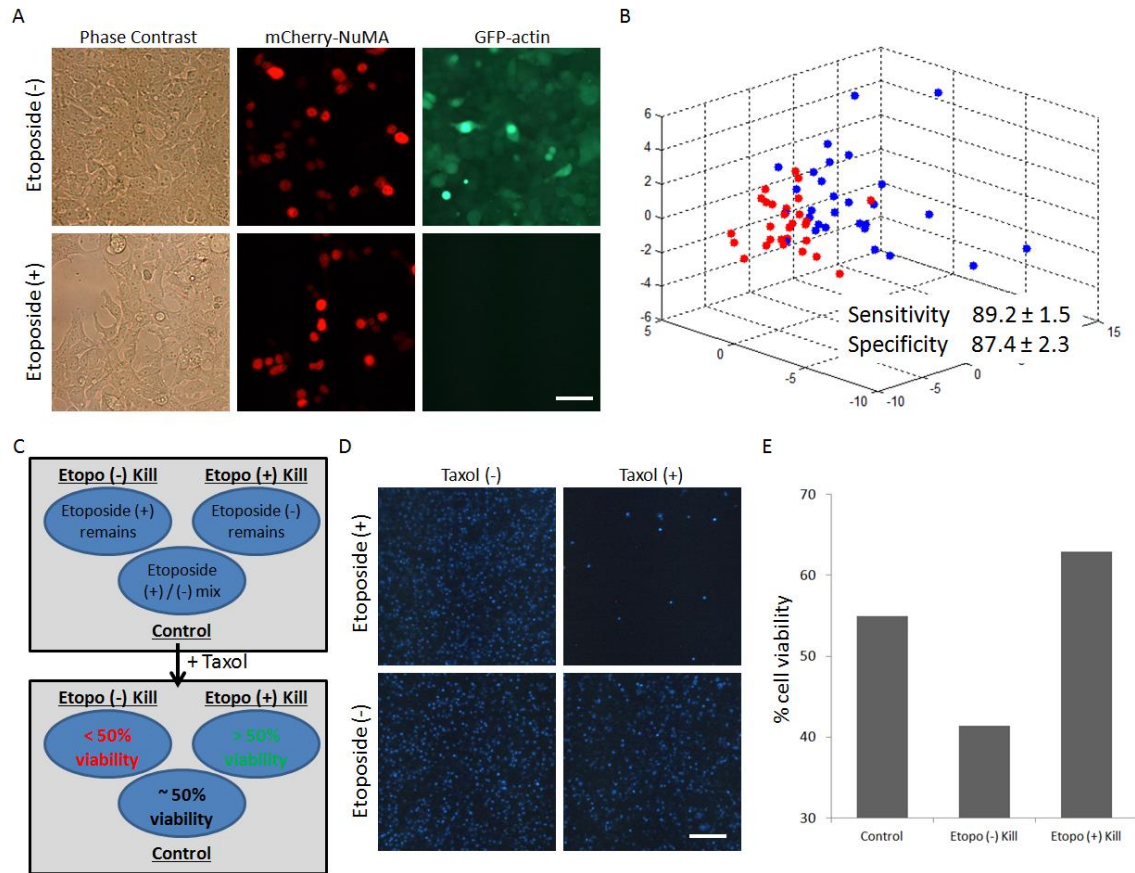 A
Phase Contrast
mCherry-NuMA
GFP-actin
Etoposide (-)
Etoposide (+)
B
6
4
2
0
-2
-4
-6
5
0
-5
-10
-10
-5
0
15
Sensitivity 89.2 ± 1.5
Specificity 87.4 ± 2.3
C
Etopo (-) Kill
Etopo (+) Kill
Etoposide (+)
remains
Etoposide (-)
remains
Etoposide
(+) / (-) mix
Control
+ Taxol
Etopo (-) Kill
Etopo (+) Kill
< 50%
viability
> 50%
viability
~ 50%
viability
Control
D
Taxol (-)
Taxol (+)
Etoposide (+)
Etoposide (-)
E
% cell viability
70
60
50
40
30
Control
Etopo (-) Kill
Etopo (+) Kill